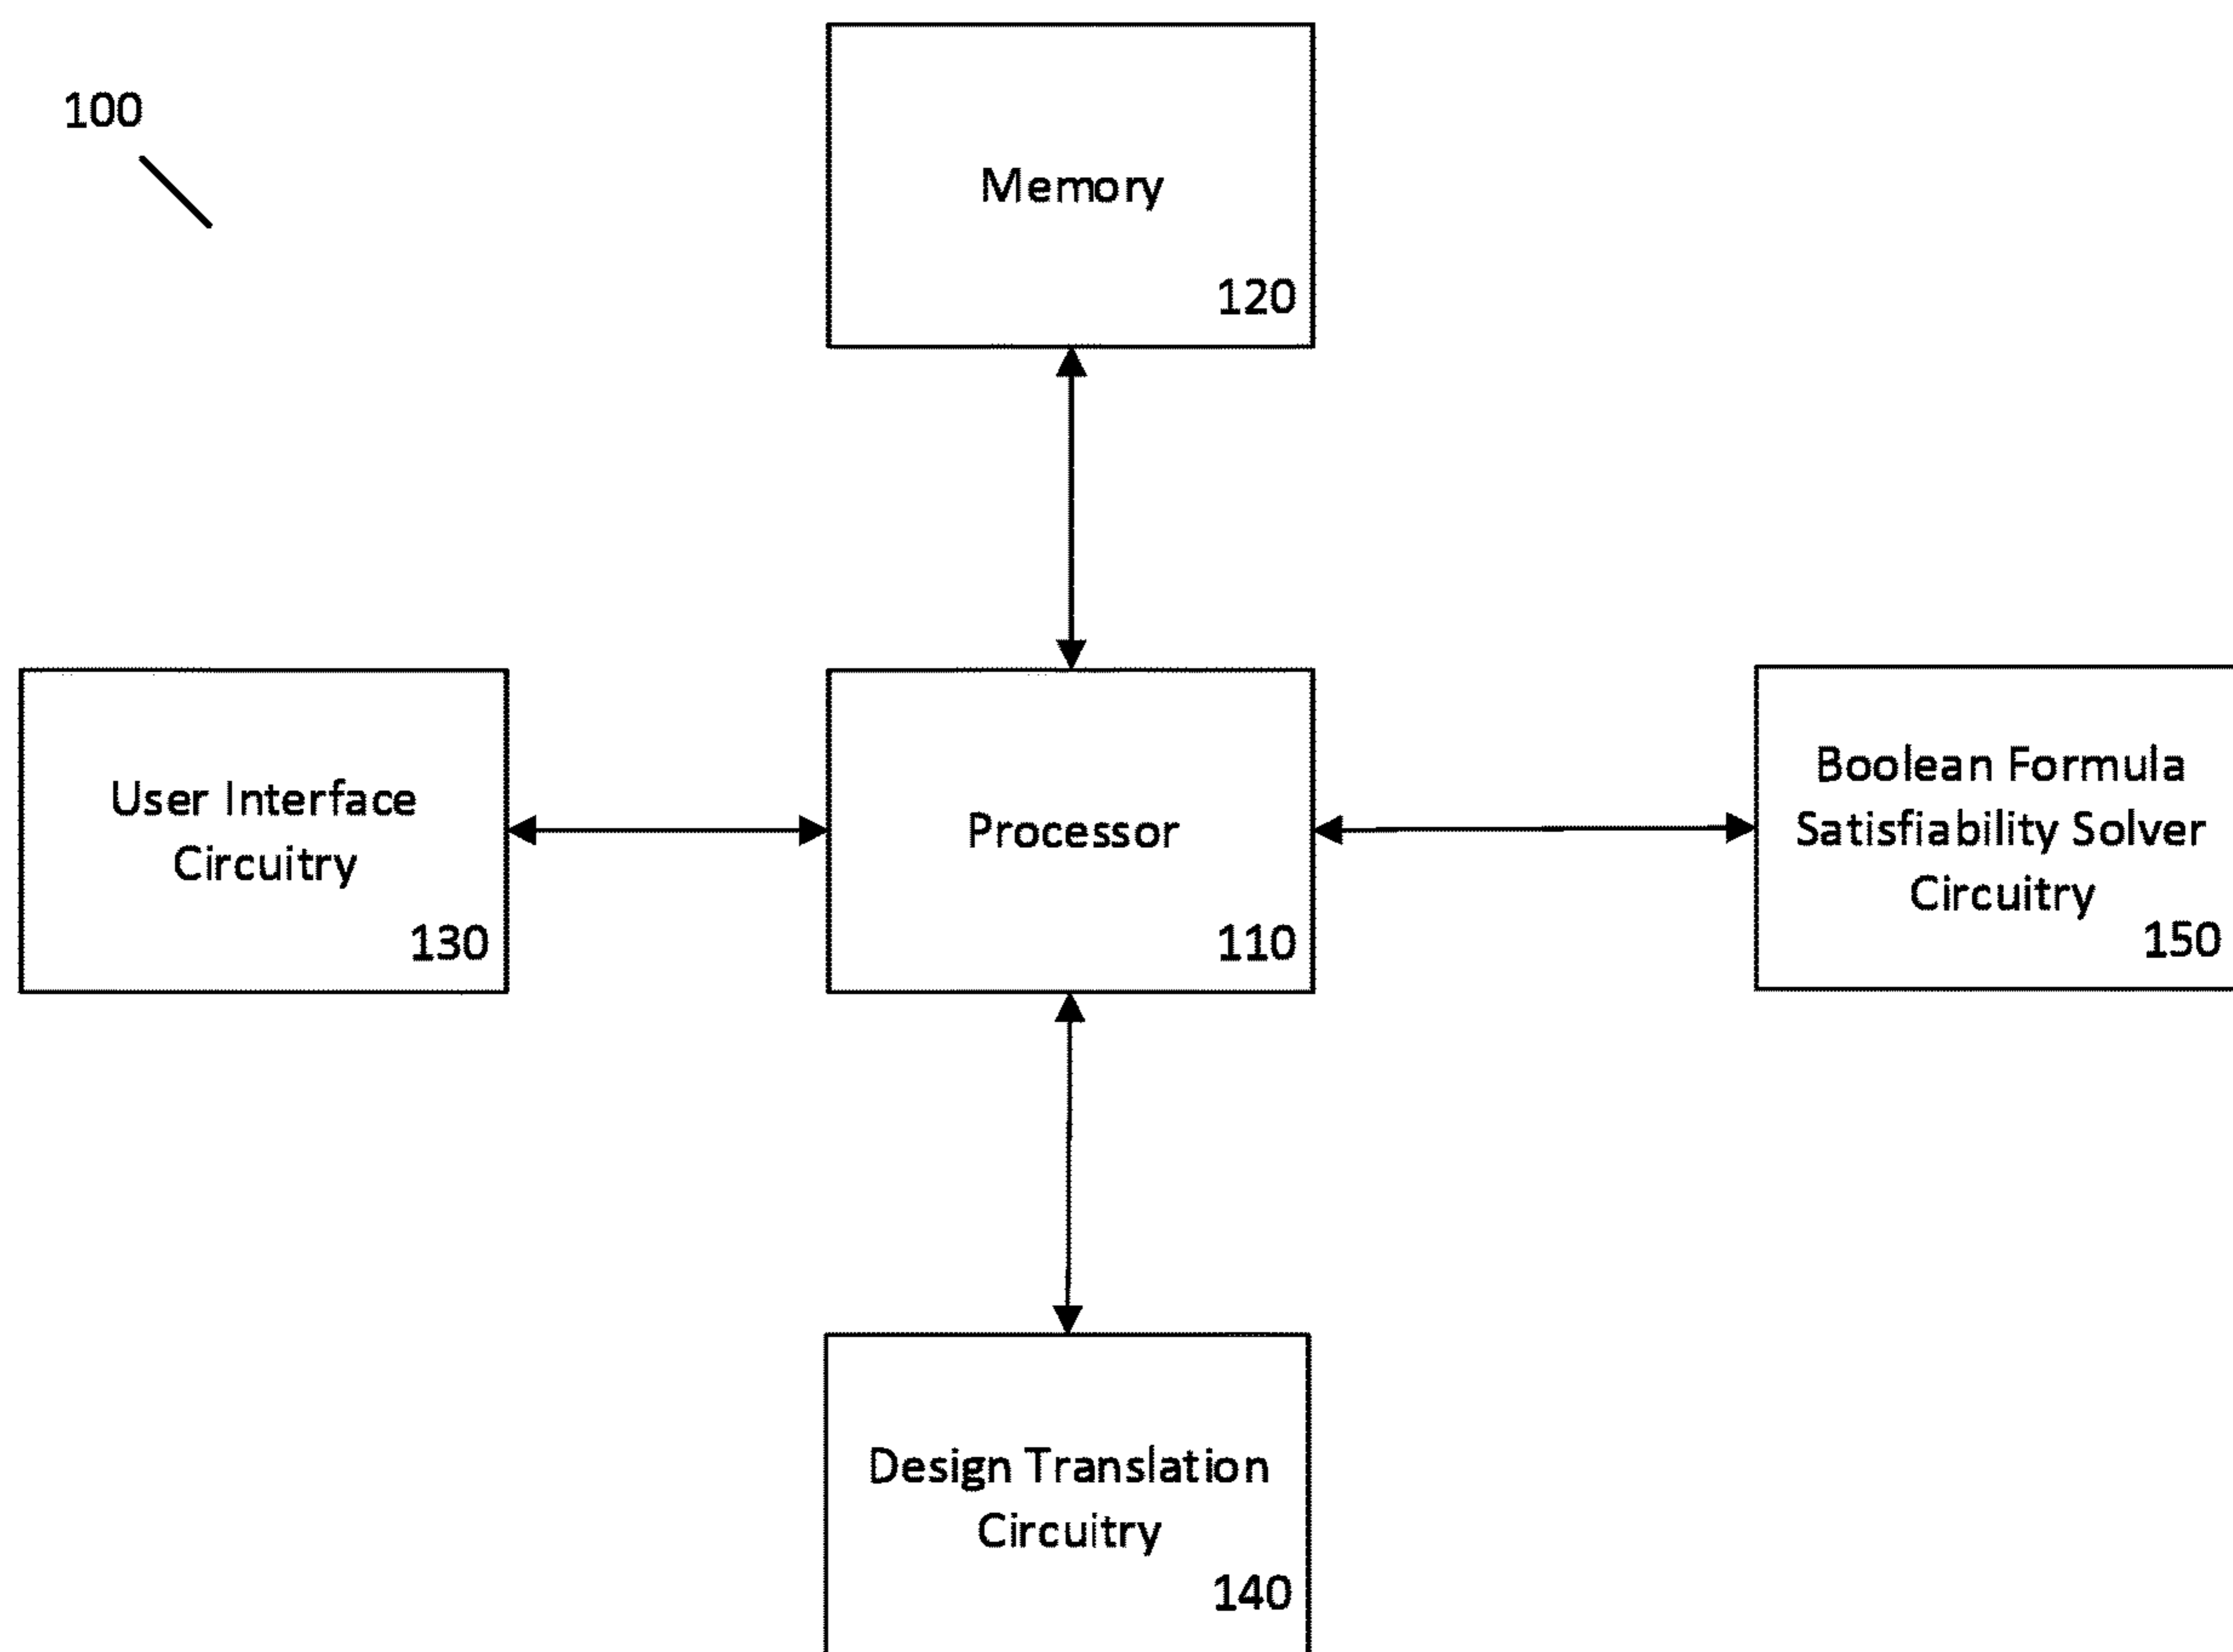 100
Memory
120
User Interface
Circuitry
130
Processor
110
Boolean Formula
Satisfiability Solver
Circuitry
150
Design Translation
Circuitry
140